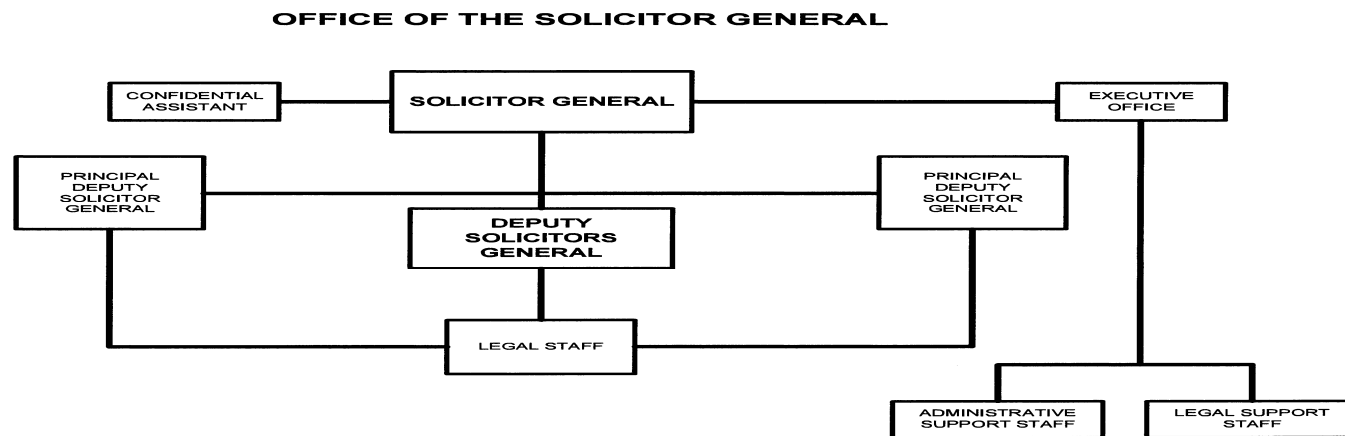 OFFICE OF THE SOLICITOR GENERAL
CONFIDENTIAL
ASSISTANT
SOLICITOR GENERAL
EXECUTIVE
OFFICE
PRINCIPAL
DEPUTY
SOLICITOR
GENERAL
DEPUTY
SOLICITORS
GENERAL
PRINCIPAL
DEPUTY
SOLICITOR
GENERAL
LEGAL STAFF
ADMINISTRATIVE
SUPPORT STAFF
LEGAL SUPPORT
STAFF